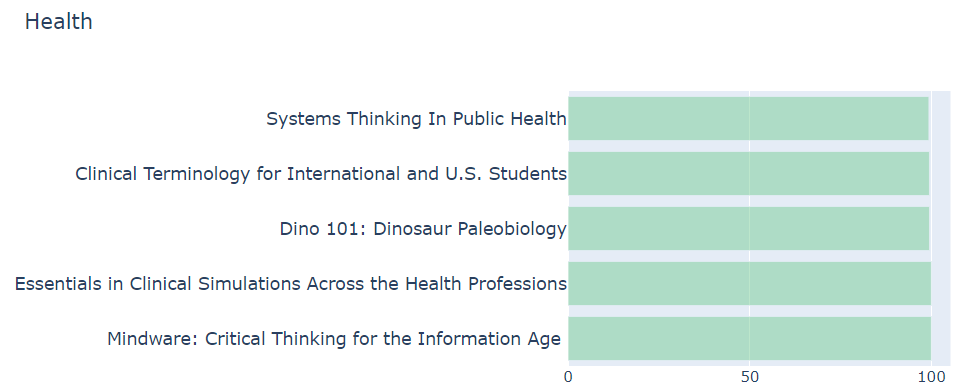 Health
Systems Thinking In Public Health
Clinical Terminology for International and U.S. Students
Dino 101: Dinosaur Paleobiology
Essentials in Clinical Simulations Across the Health Professions
Mindware: Critical Thinking for the Information Age
0 50 100